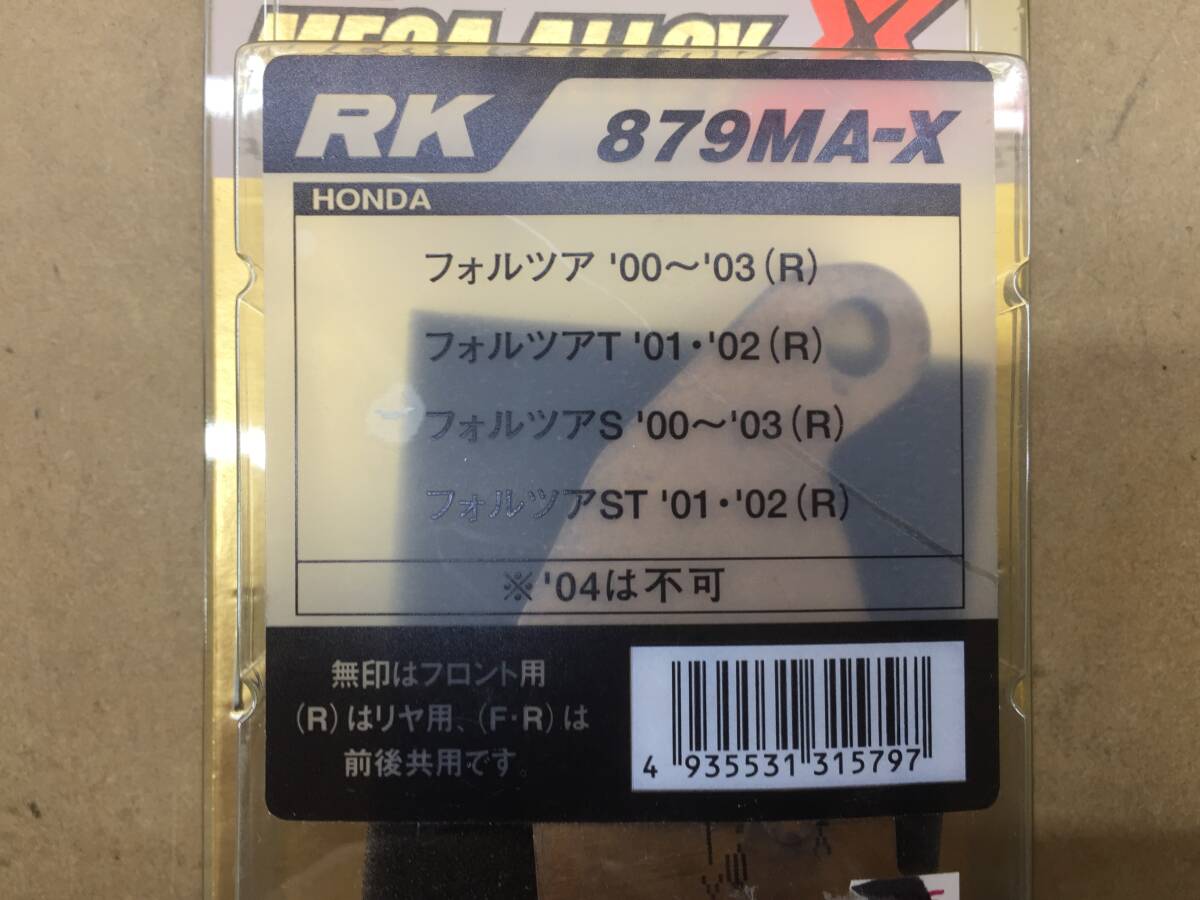 MEGA ALLOY X
RK 879MA-X
HONDA
フォルツア '00～'03(R)
フォルツアT '01・'02(R)
フォルツアS '00～'03(R)
フォルツアST '01・'02(R)
※'04は不可
無印はフロント用
(R)はリヤ用、(F・R)は
前後共用です。
4 935531 315797